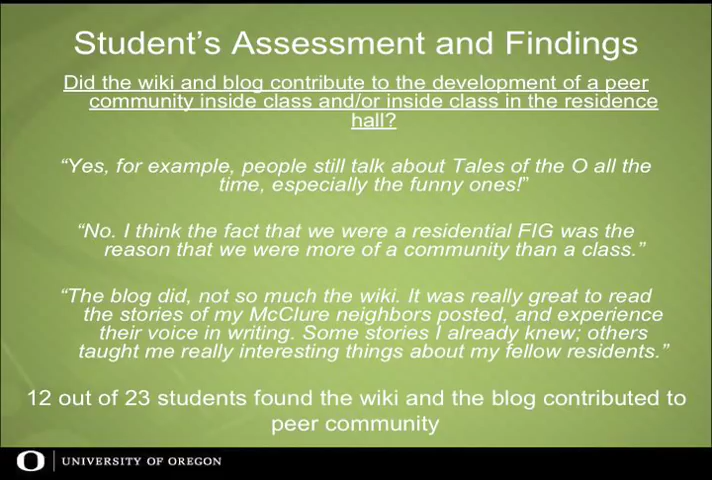 Student's Assessment and Findings
Did the wiki and blog contribute to the development of a peer
community inside class and/or inside class in the residence
hall?
“Yes, for example, people still talk about Tales of the O all the
time, especially the funny ones!”
“No. I think the fact that we were a residential FIG was the
reason that we were more of a community than a class.”
“The blog did, not so much the wiki. It was really great to read
the stories of my McClure neighbors posted, and experience
their voice in writing. Some stories I already knew; others
taught me really interesting things about my fellow residents.”
12 out of 23 students found the wiki and the blog contributed to
peer community
O UNIVERSITY OF OREGON